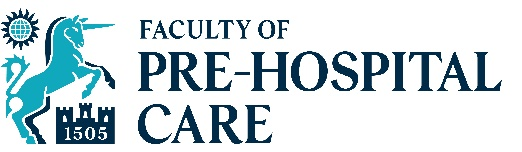 FACULTY OF
PRE-HOSPITAL
CARE
1505